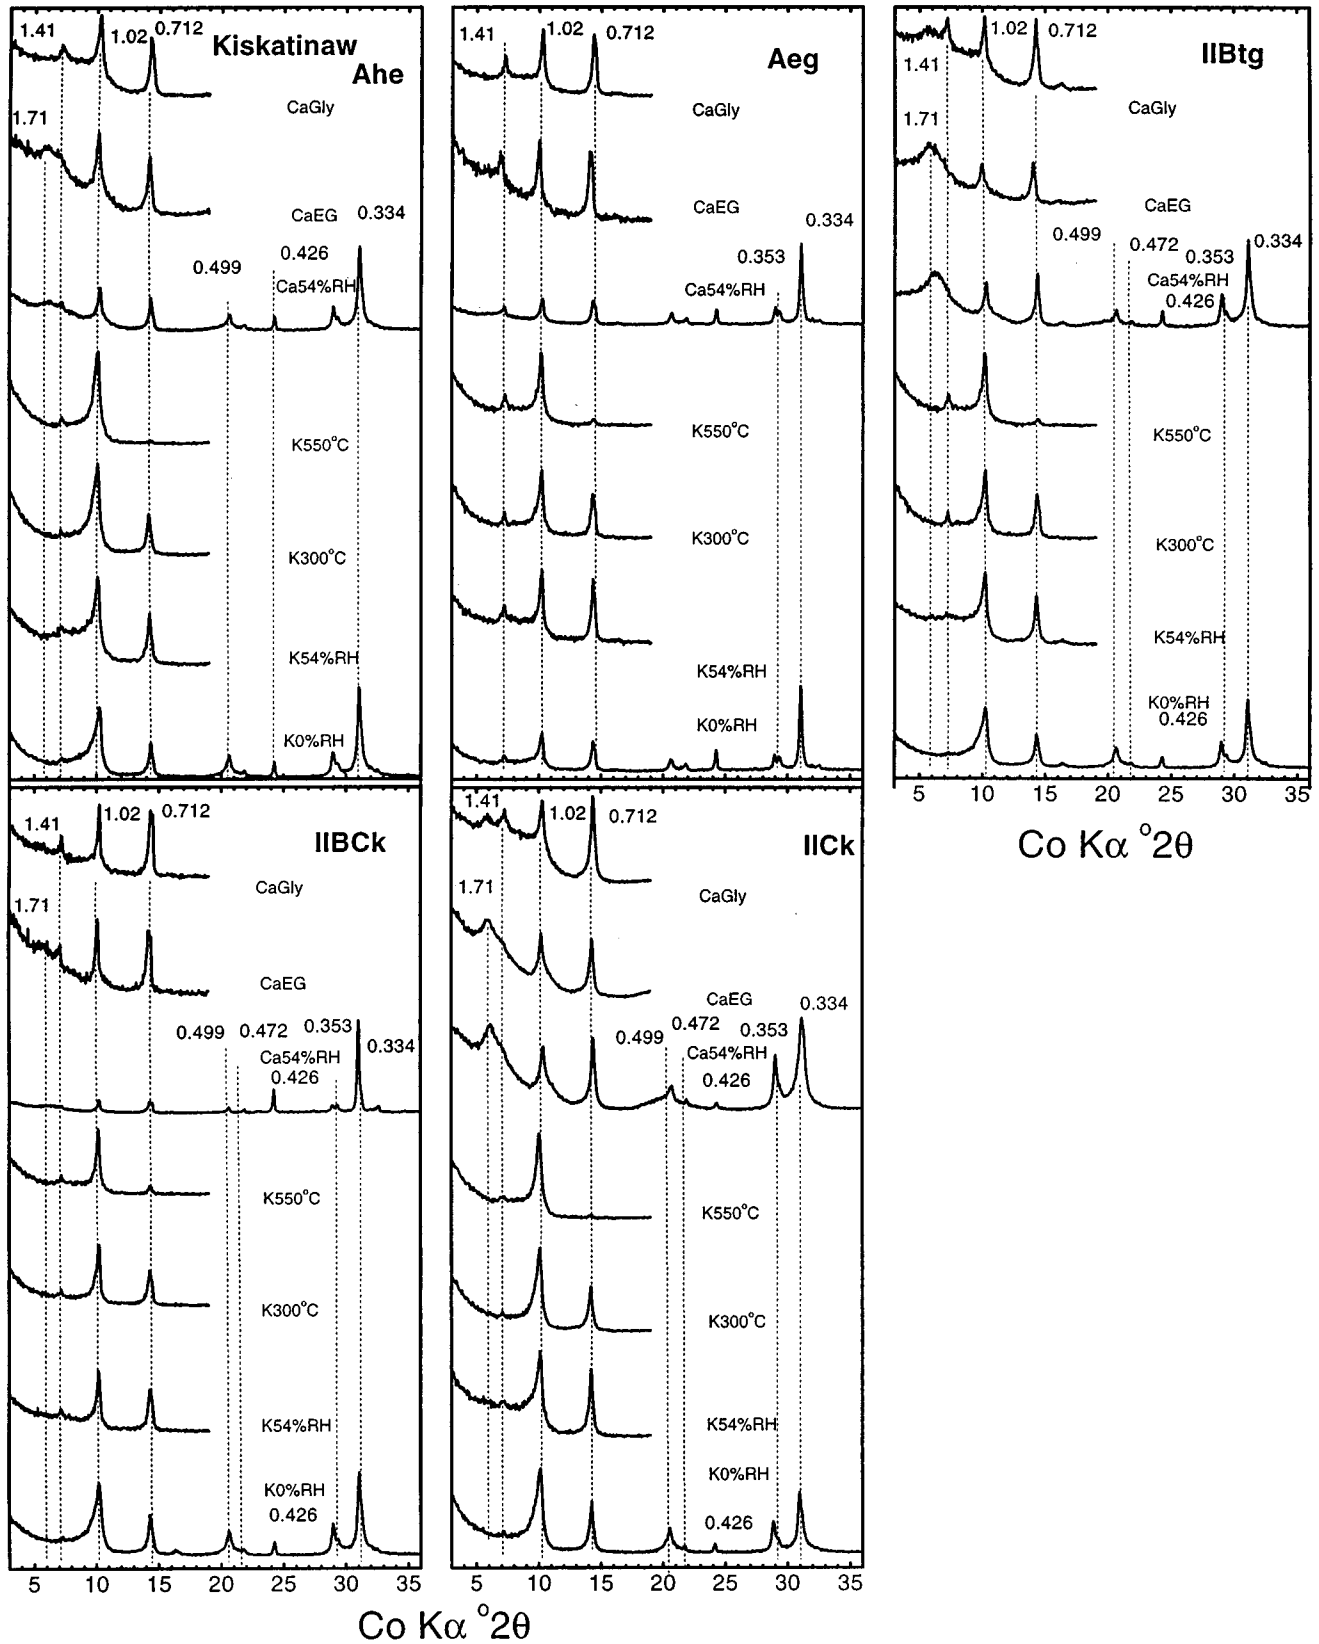 1.41
1.02
0.712
Kiskatinaw
Ahe
CaGly
1.71
CaEG
0.334
0.426
0.499
Ca54%RH
K550°C
K300°C
K54%RH
K0%RH
1.41
1.02
0.712
Aeg
CaGly
CaEG
0.334
0.353
Ca54%RH
K550°C
K300°C
K54%RH
K0%RH
1.02
0.712
IIBtg
1.41
CaGly
1.71
CaEG
0.499
0.472
0.334
0.353
Ca54%RH
0.426
K550°C
K300°C
K54%RH
K0%RH
0.426
5 10 15 20 25 30 35
Co Kα °2θ
1.41
1.02
0.712
IIBCk
CaGly
1.71
CaEG
0.499
0.472
0.353
0.334
Ca54%RH
0.426
K550°C
K300°C
K54%RH
K0%RH
0.426
5 10 15 20 25 30 35
1.41
1.02
0.712
IICk
CaGly
1.71
CaEG
0.334
0.499
0.472
0.353
Ca54%RH
0.426
K550°C
K300°C
K54%RH
K0%RH
0.426
5 10 15 20 25 30 35
Co Kα °2θ